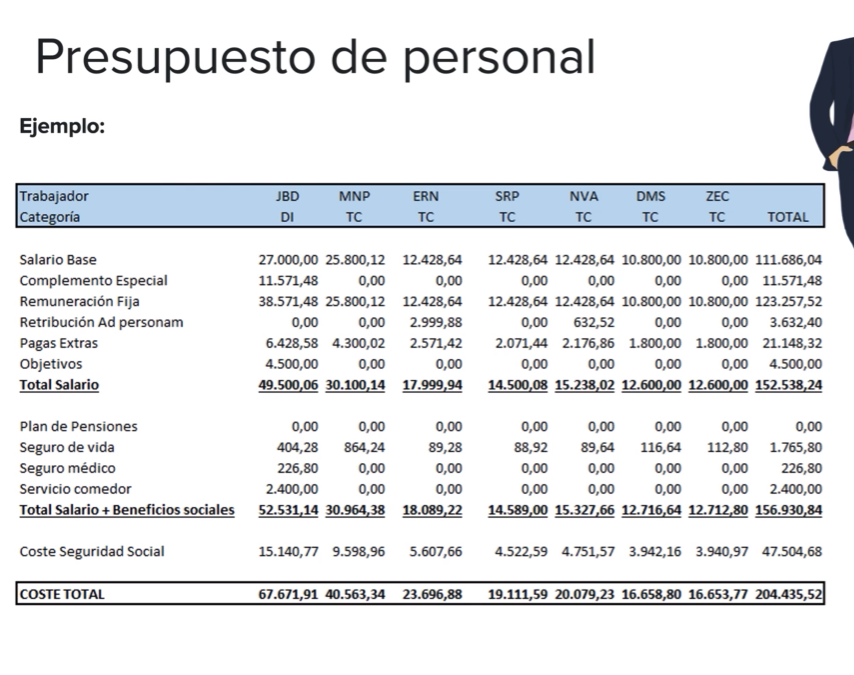 Presupuesto de personal
Ejemplo:
Trabajador JBD MNP ERN SRP NVA DMS ZEC
Categoría DI TC TC TC TC TC TC TOTAL
Salario Base 27.000,00 25.800,12 12.428,64 12.428,64 12.428,64 10.800,00 10.800,00 111.686,04
Complemento Especial 11.571,48 0,00 0,00 0,00 0,00 0,00 0,00 11.571,48
Remuneración Fija 38.571,48 25.800,12 12.428,64 12.428,64 12.428,64 10.800,00 10.800,00 123.257,52
Retribución Ad personam 0,00 0,00 2.999,88 0,00 632,52 0,00 0,00 3.632,40
Pagas Extras 6.428,58 4.300,02 2.571,42 2.071,44 2.176,86 1.800,00 1.800,00 21.148,32
Objetivos 4.500,00 0,00 0,00 0,00 0,00 0,00 0,00 4.500,00
Total Salario 49.500,06 30.100,14 17.999,94 14.500,08 15.238,02 12.600,00 12.600,00 152.538,24
Plan de Pensiones 0,00 0,00 0,00 0,00 0,00 0,00 0,00 0,00
Seguro de vida 404,28 864,24 89,28 88,92 89,64 116,64 112,80 1.765,80
Seguro médico 226,80 0,00 0,00 0,00 0,00 0,00 0,00 226,80
Servicio comedor 2.400,00 0,00 0,00 0,00 0,00 0,00 0,00 2.400,00
Total Salario + Beneficios sociales 52.531,14 30.964,38 18.089,22 14.589,00 15.327,66 12.716,64 12.712,80 156.930,84
Coste Seguridad Social 15.140,77 9.598,96 5.607,66 4.522,59 4.751,57 3.942,16 3.940,97 47.504,68
COSTE TOTAL 67.671,91 40.563,34 23.696,88 19.111,59 20.079,23 16.658,80 16.653,77 204.435,52